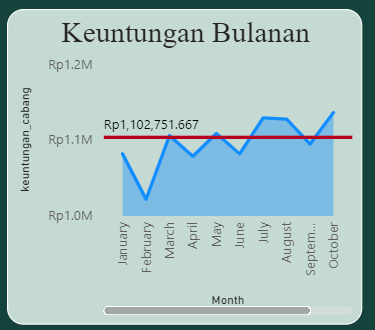 Keuntungan Bulanan
Rp1.2M
Rp1,102,751.667
Rp1.1M
Rp1.0M
keuntungan_cabang
January
February
March
April
May
June
July
August
Septem...
October
Month